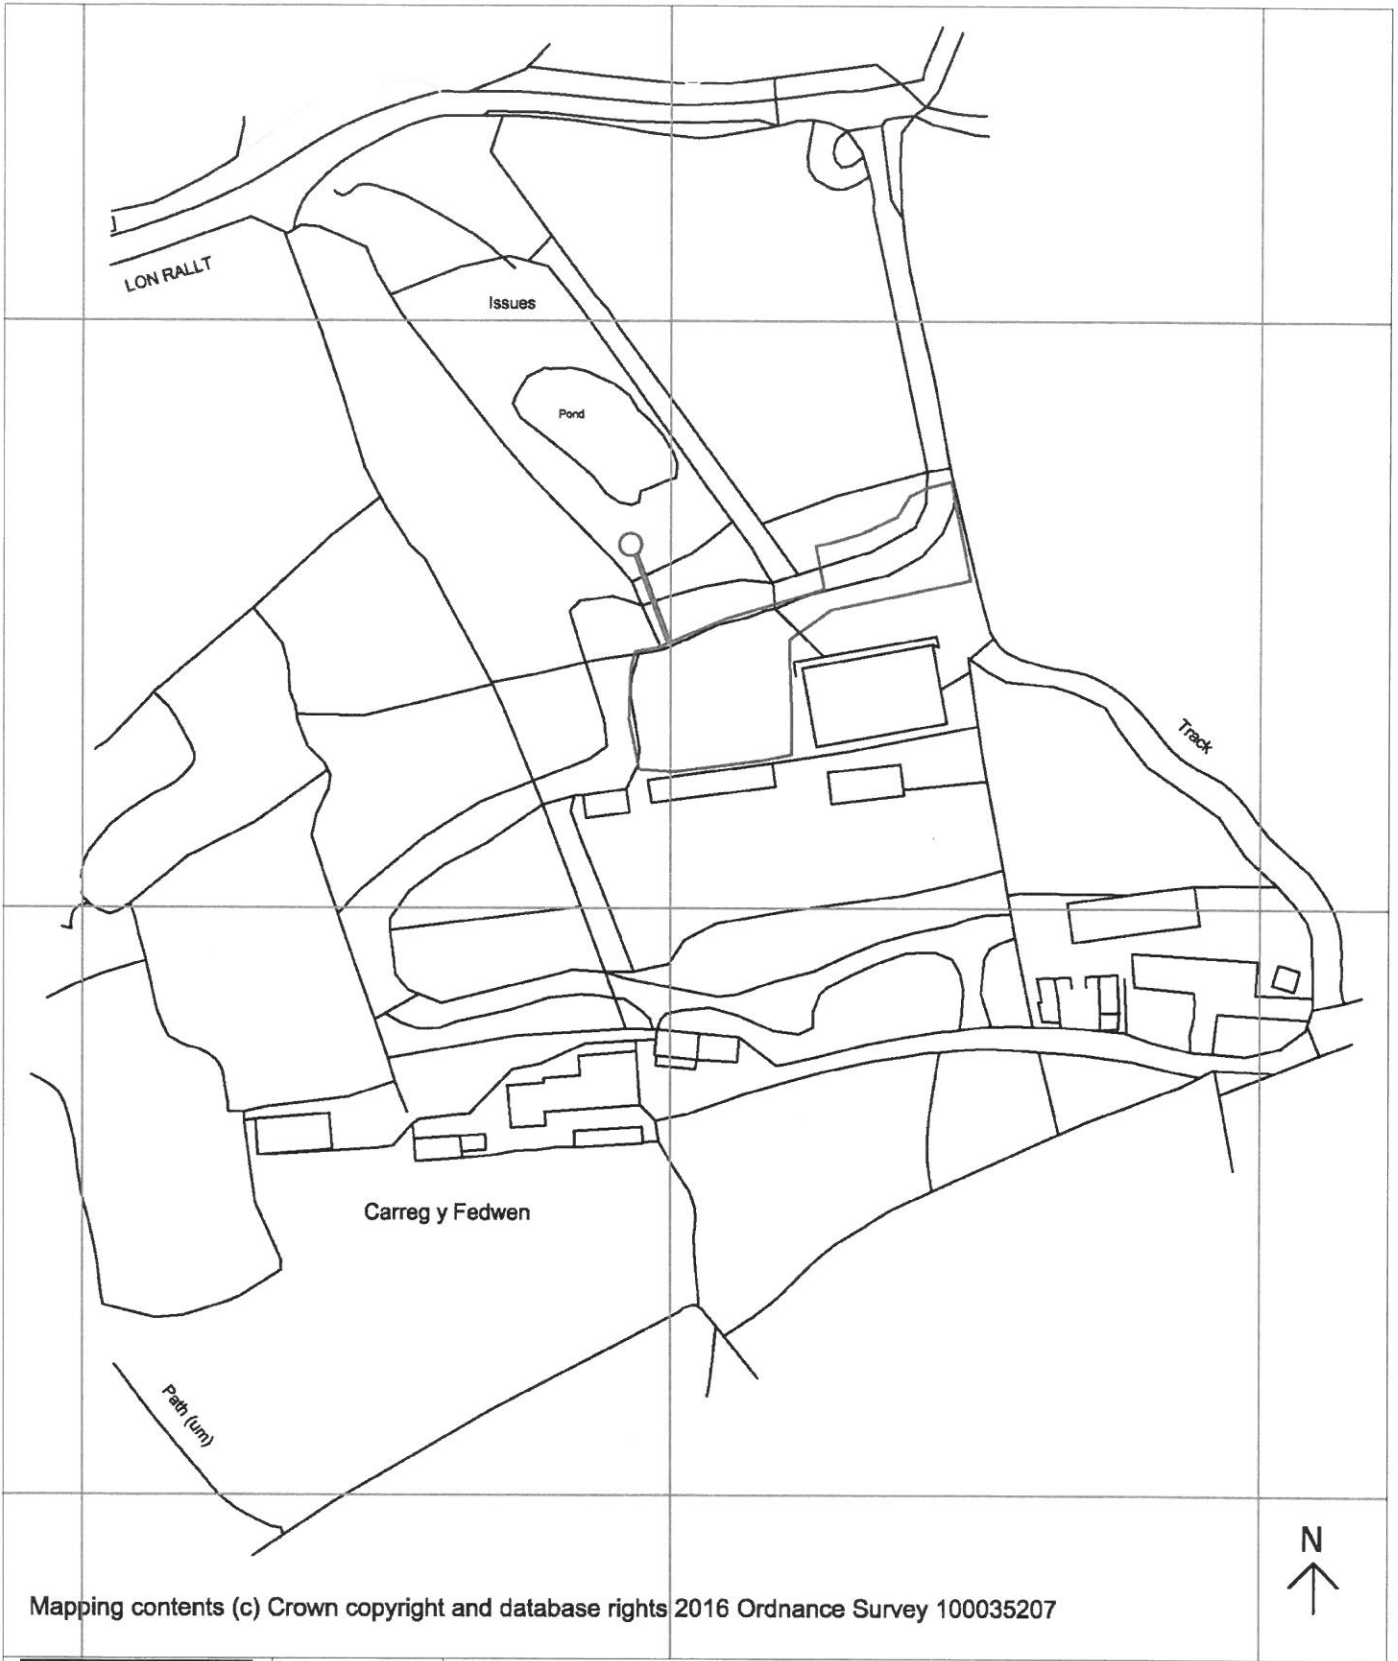 LON RALLT
Issues
Pond
Track
Carreg y Fedwen
Path (um)
N
Mapping contents (c) Crown copyright and database rights 2016 Ordnance Survey 100035207